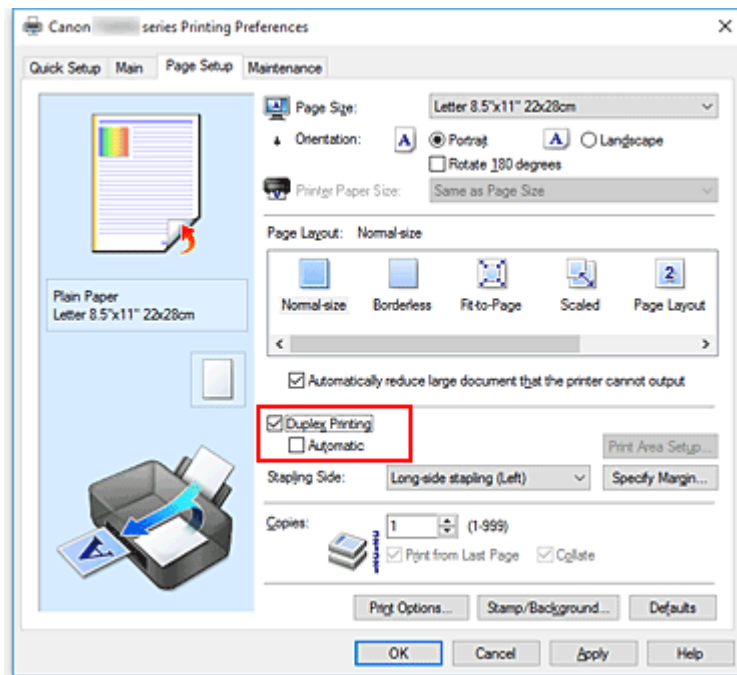 Canon series Printing Preferences
Quick Setup Main Page Setup Maintenance
Page Size: Letter 8.5"x11" 22x28cm
Orientation: A Portrait A Landscape
Rotate 180 degrees
Printer Paper Size: Same as Page Size
Page Layout: Normal-size
Normal-size Borderless Fit-to-Page Scaled Page Layout
Plain Paper
Letter 8.5"x11" 22x28cm
Automatically reduce large document that the printer cannot output
Duplex Printing
Automatic
Print Area Setup...
Stapling Side: Long-side stapling (Left) Specify Margin...
Copies: 1 (1-999)
Print from Last Page Collate
Print Options... Stamp/Background... Defaults
OK Cancel Apply Help